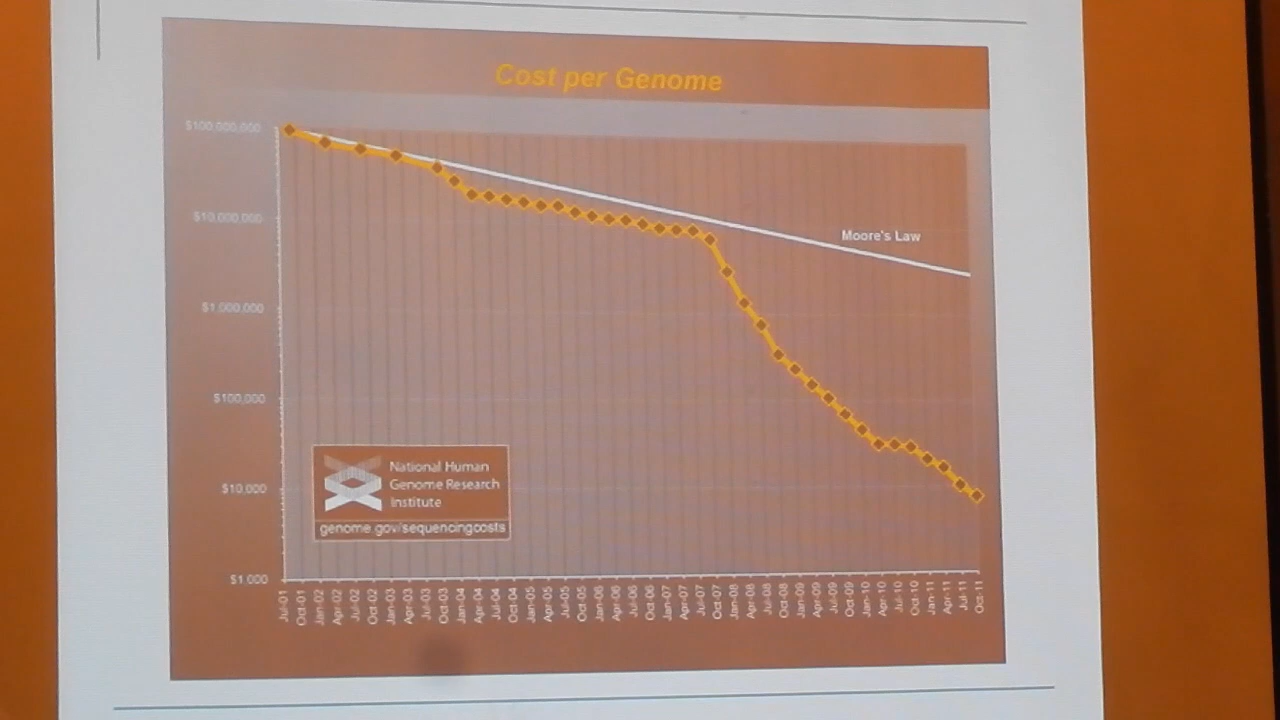 Cost per Genome
$100,000,000
$10,000,000
$1,000,000
$100,000
$10,000
$1,000
Moore's Law
National Human
Genome Research
Institute
genome.gov/sequencingcosts
Jul-01
Oct-01
Jan-02
Apr-02
Jul-02
Oct-02
Jan-03
Apr-03
Jul-03
Oct-03
Jan-04
Apr-04
Jul-04
Oct-04
Jan-05
Apr-05
Jul-05
Oct-05
Jan-06
Apr-06
Jul-06
Oct-06
Jan-07
Apr-07
Jul-07
Oct-07
Jan-08
Apr-08
Jul-08
Oct-08
Jan-09
Apr-09
Jul-09
Oct-09
Jan-10
Apr-10
Jul-10
Oct-10
Jan-11
Apr-11
Jul-11
Oct-11